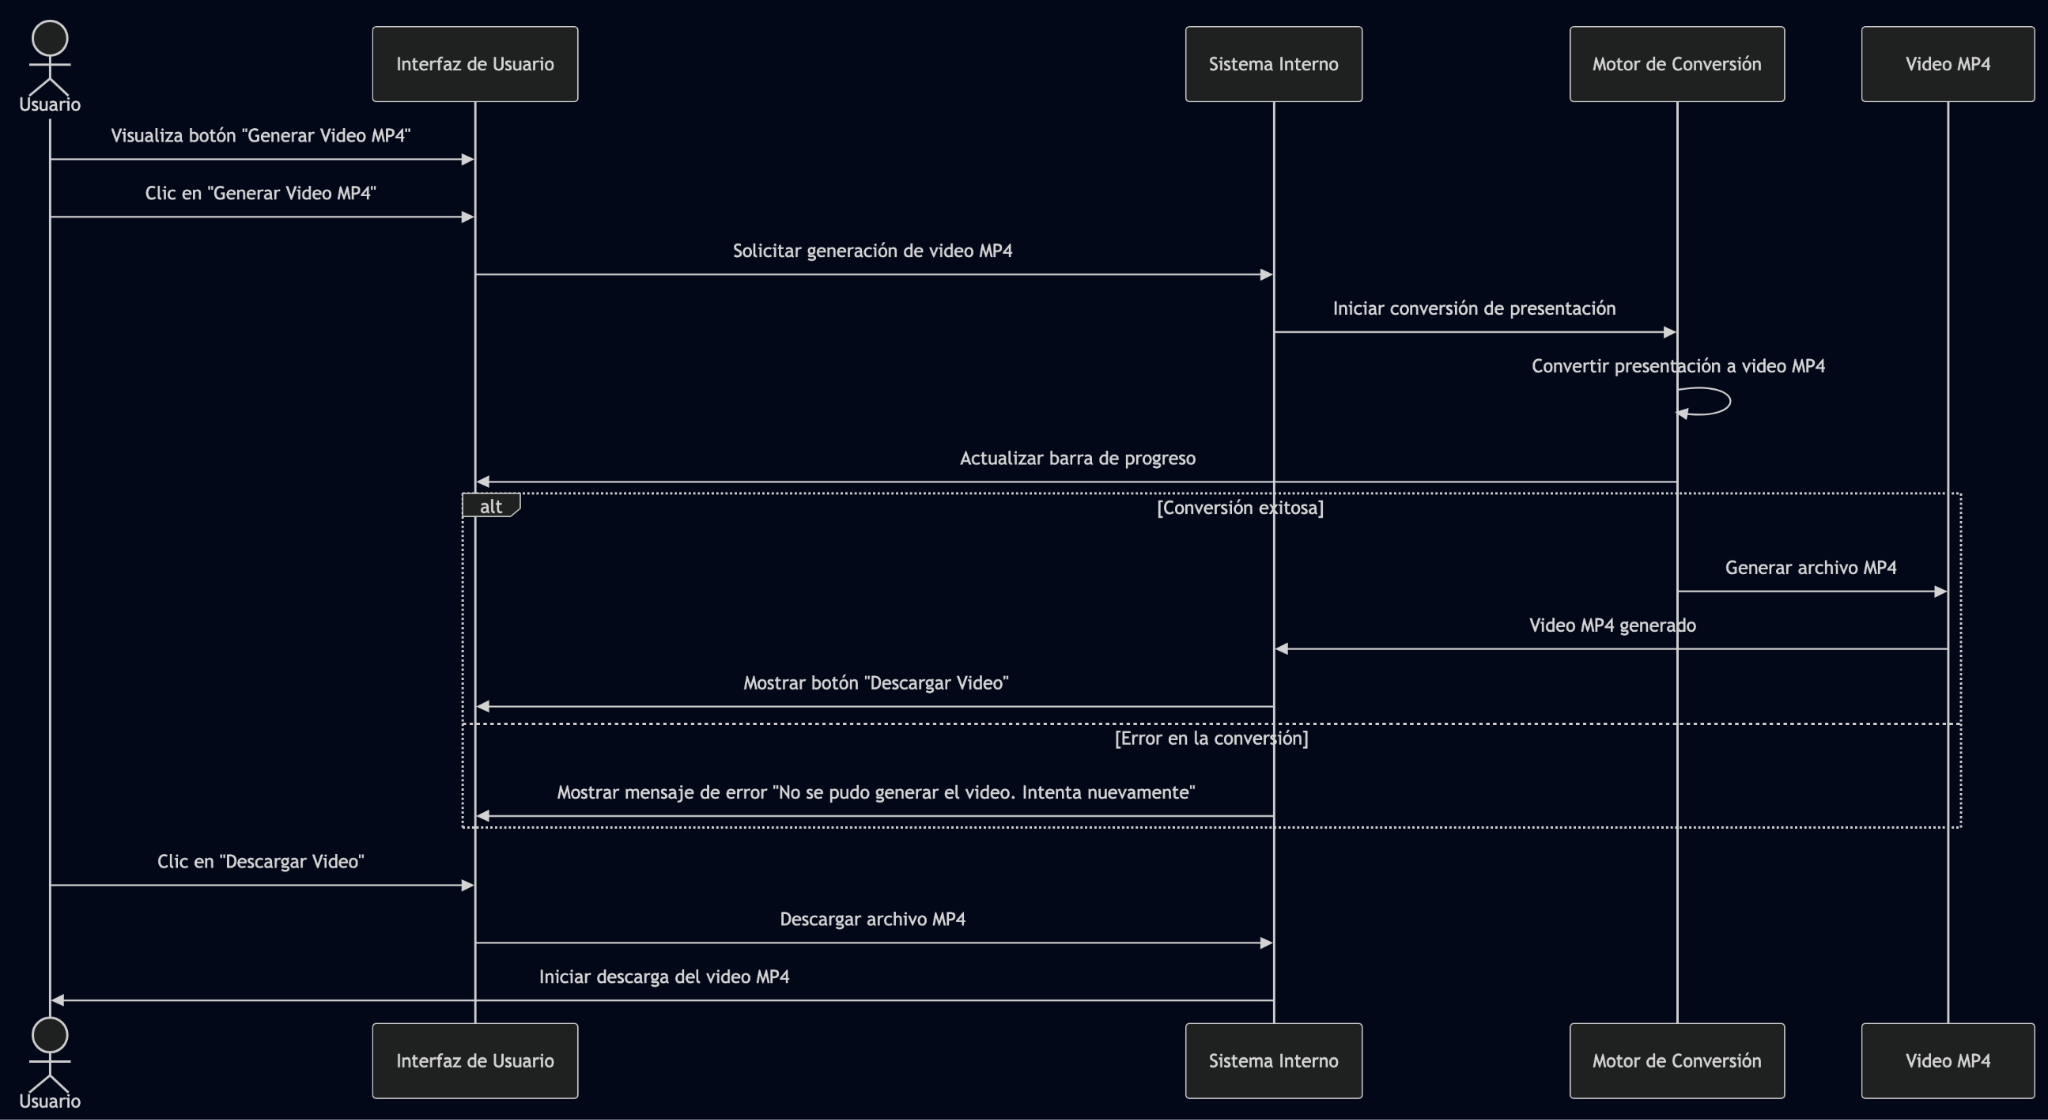 Usuario
Interfaz de Usuario
Sistema Interno
Motor de Conversión
Video MP4
Visualiza botón "Generar Video MP4"
Clic en "Generar Video MP4"
Solicitar generación de video MP4
Iniciar conversión de presentación
Convertir presentación a video MP4
Actualizar barra de progreso
alt
[Conversión exitosa]
Generar archivo MP4
Video MP4 generado
Mostrar botón "Descargar Video"
[Error en la conversión]
Mostrar mensaje de error "No se pudo generar el video. Intenta nuevamente"
Clic en "Descargar Video"
Descargar archivo MP4
Iniciar descarga del video MP4
Usuario
Interfaz de Usuario
Sistema Interno
Motor de Conversión
Video MP4